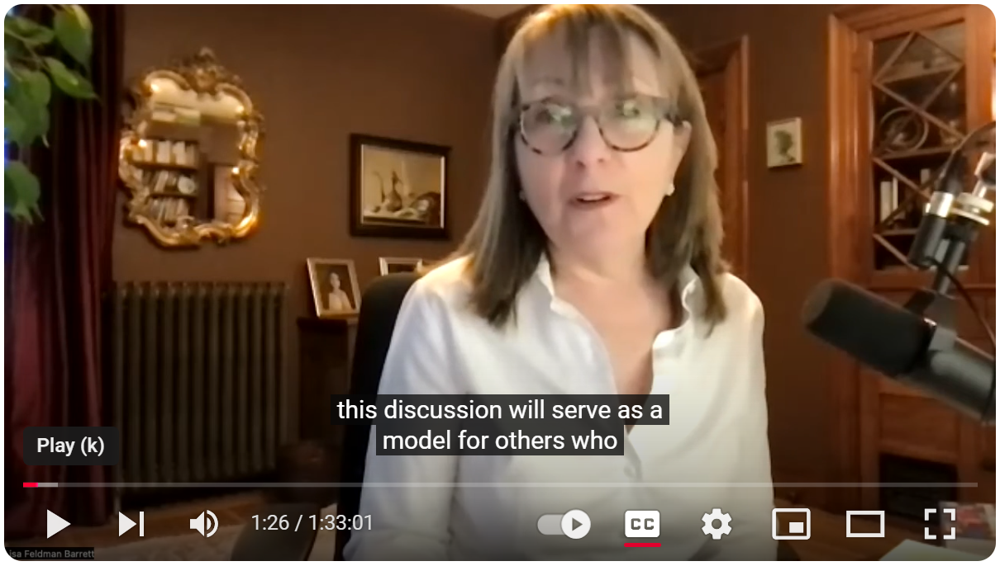 this discussion will serve as a
model for others who
Play (k)
1:26 / 1:33:01
CC
isa Feldman Barrett